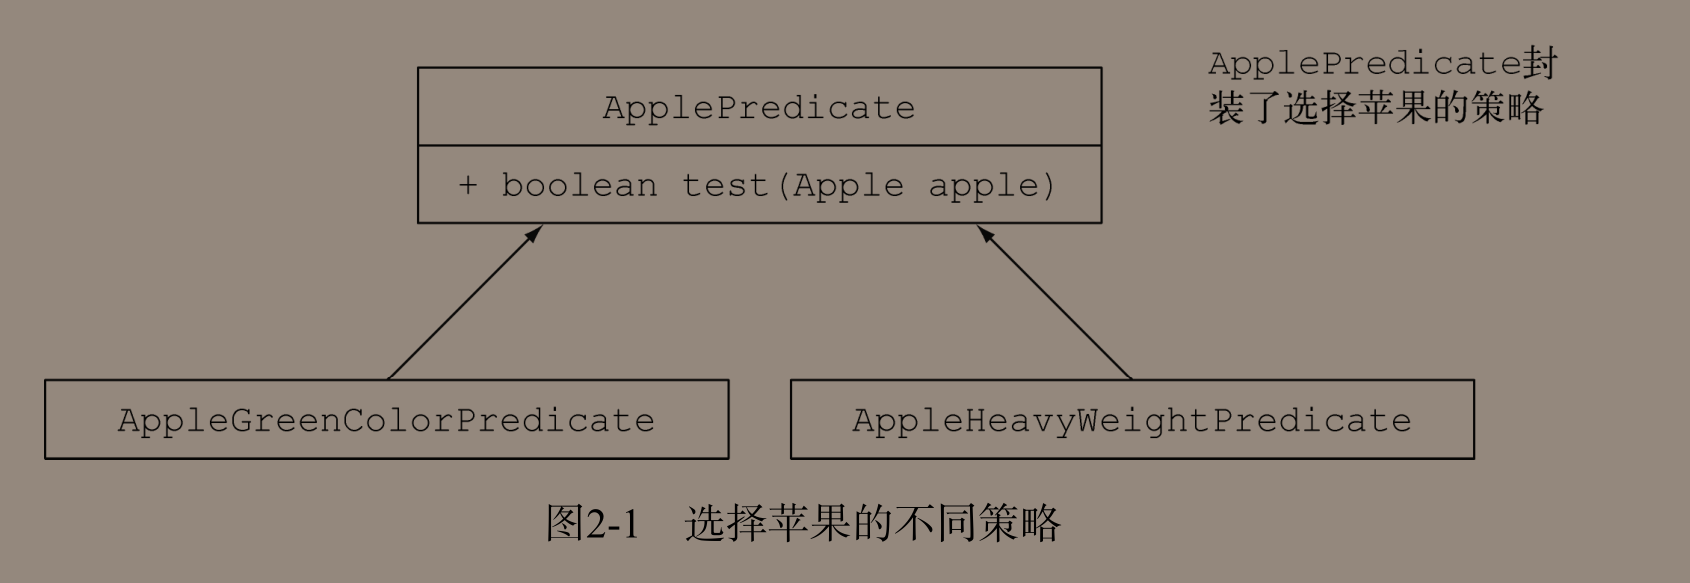 ApplePredicate封
装了选择苹果的策略
ApplePredicate
+ boolean test(Apple apple)
AppleGreenColorPredicate
AppleHeavyWeightPredicate
图2-1 选择苹果的不同策略